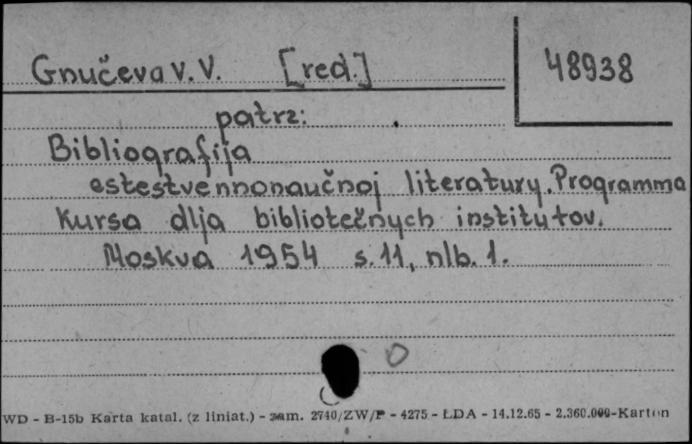 Gnučeva V. V. [red.]
48938
patrz:
Bibliografija
estestvennonaučnoj literatury. Programma
kursa dlja bibliotečnych institutov.
Moskva 1954 s. 11, nlb. 1.
WD - B-15b Karta katal. (z liniat.) - zam. 2740/ZW/P - 4275 - ŁDA - 14.12.65 - 2.360.000-Karton